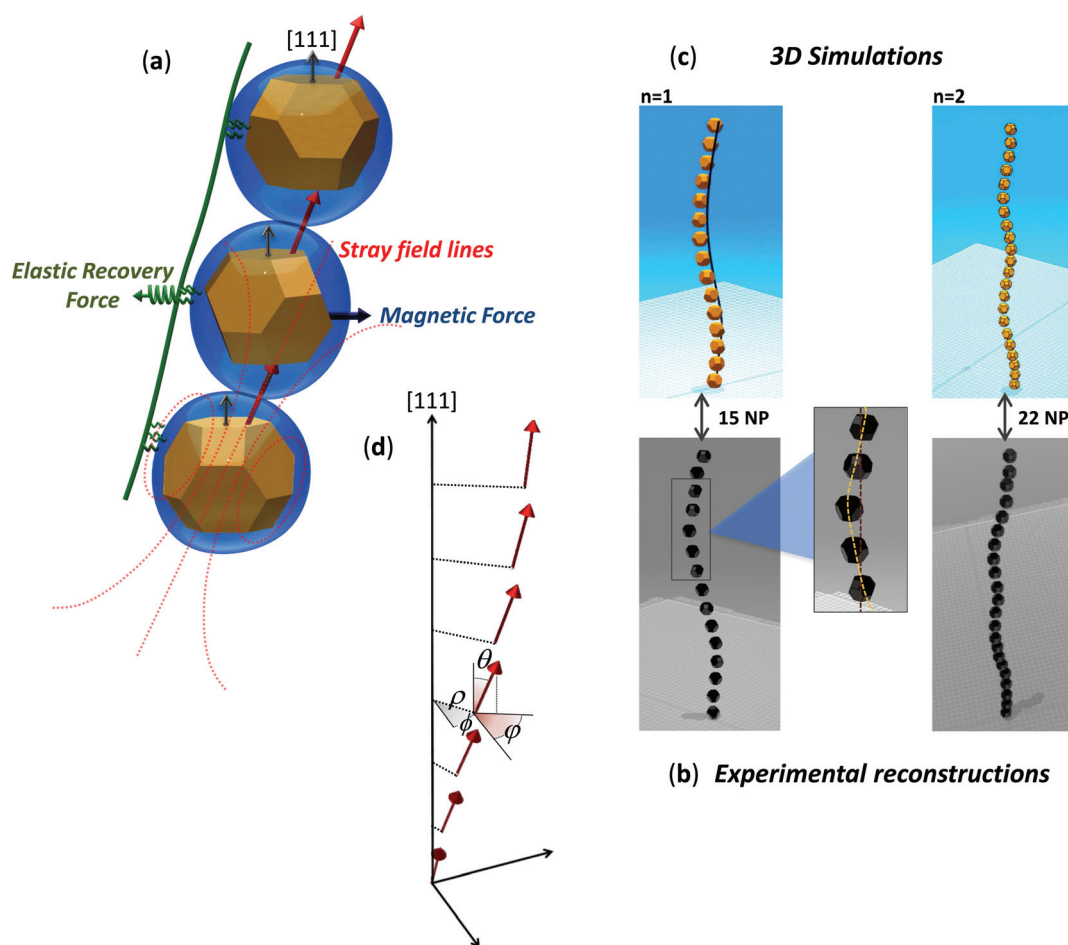 (a)
[111]
Elastic Recovery
Force
Stray field lines
Magnetic Force
(c) 3D Simulations
n=1
n=2
15 NP
22 NP
(b) Experimental reconstructions
[111]
(d)
θ
ρ
ϕ
φ